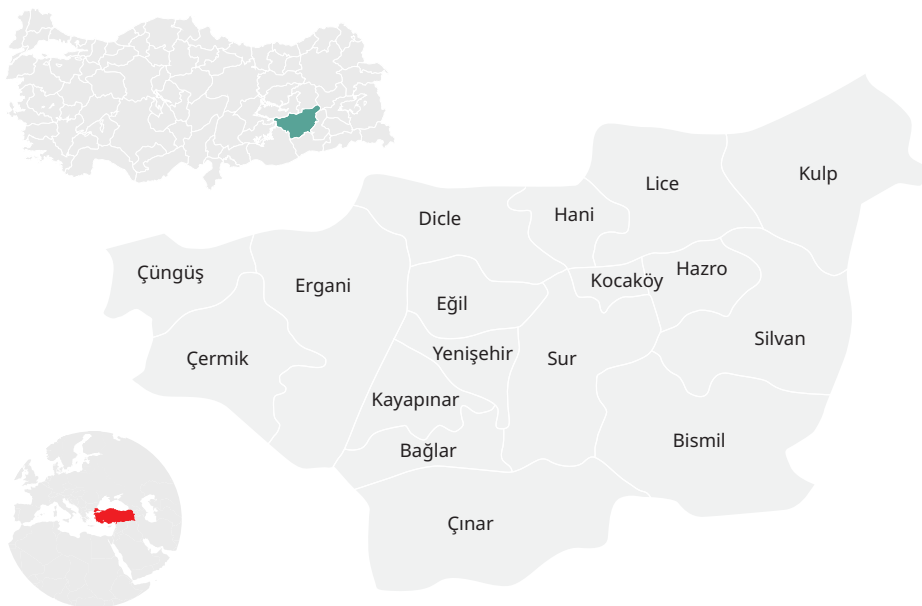 Kulp
Lice
Hani
Dicle
Hazro
Kocaköy
Çüngüş
Ergani
Eğil
Silvan
Yenişehir
Sur
Çermik
Kayapınar
Bismil
Bağlar
Çınar